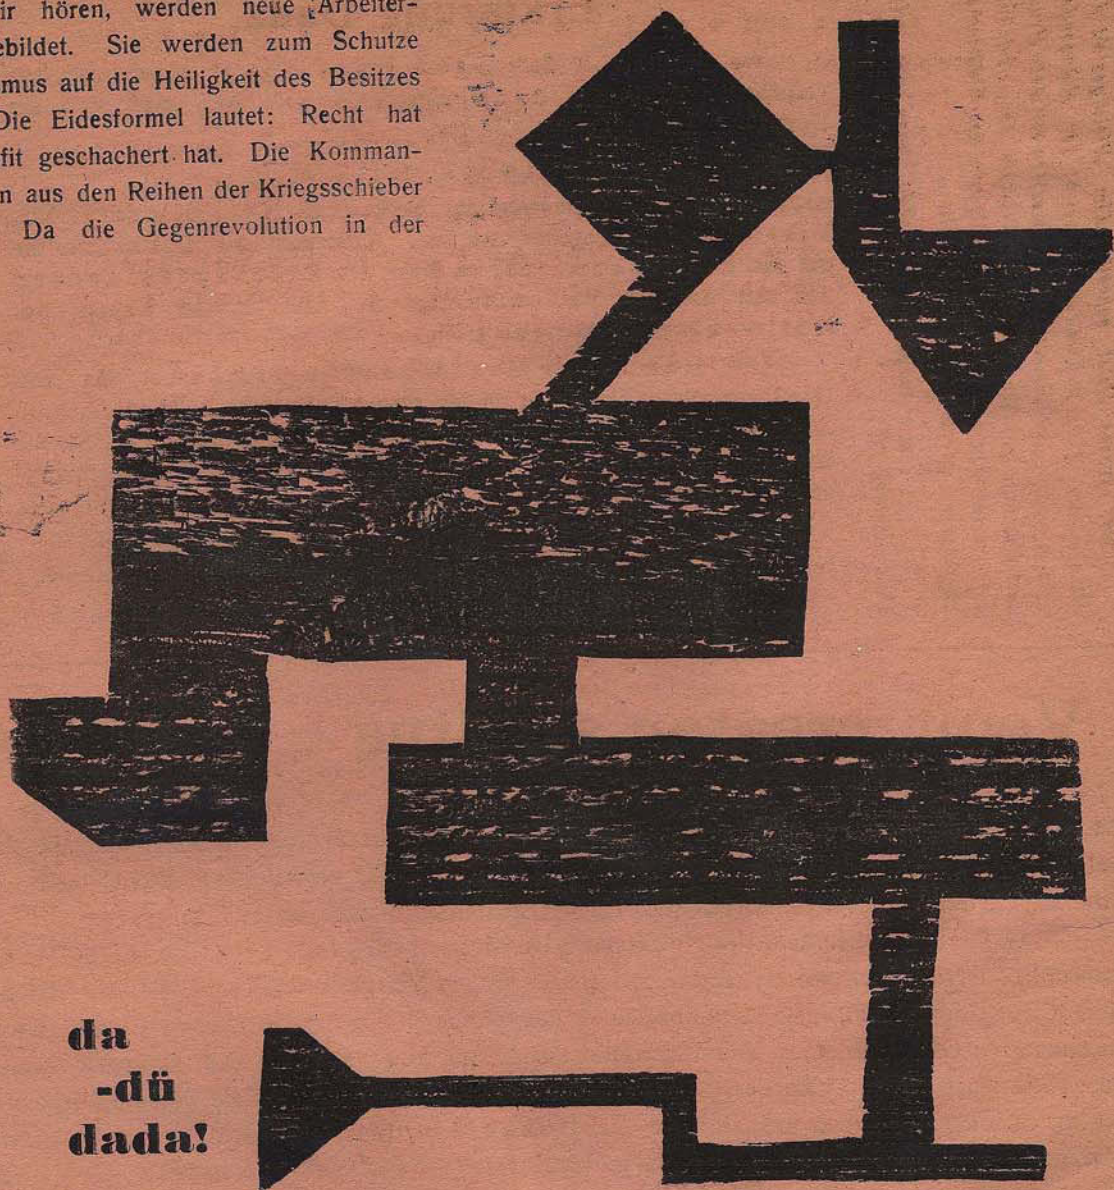 ir hören, werden neue Arbeiter-
ebildet. Sie werden zum Schutze
mus auf die Heiligkeit des Besitzes
Die Eidesformel lautet: Recht hat
fit geschachert hat. Die Komman-
n aus den Reihen der Kriegsschieber
Da die Gegenrevolution in der
da
-dü
dada!